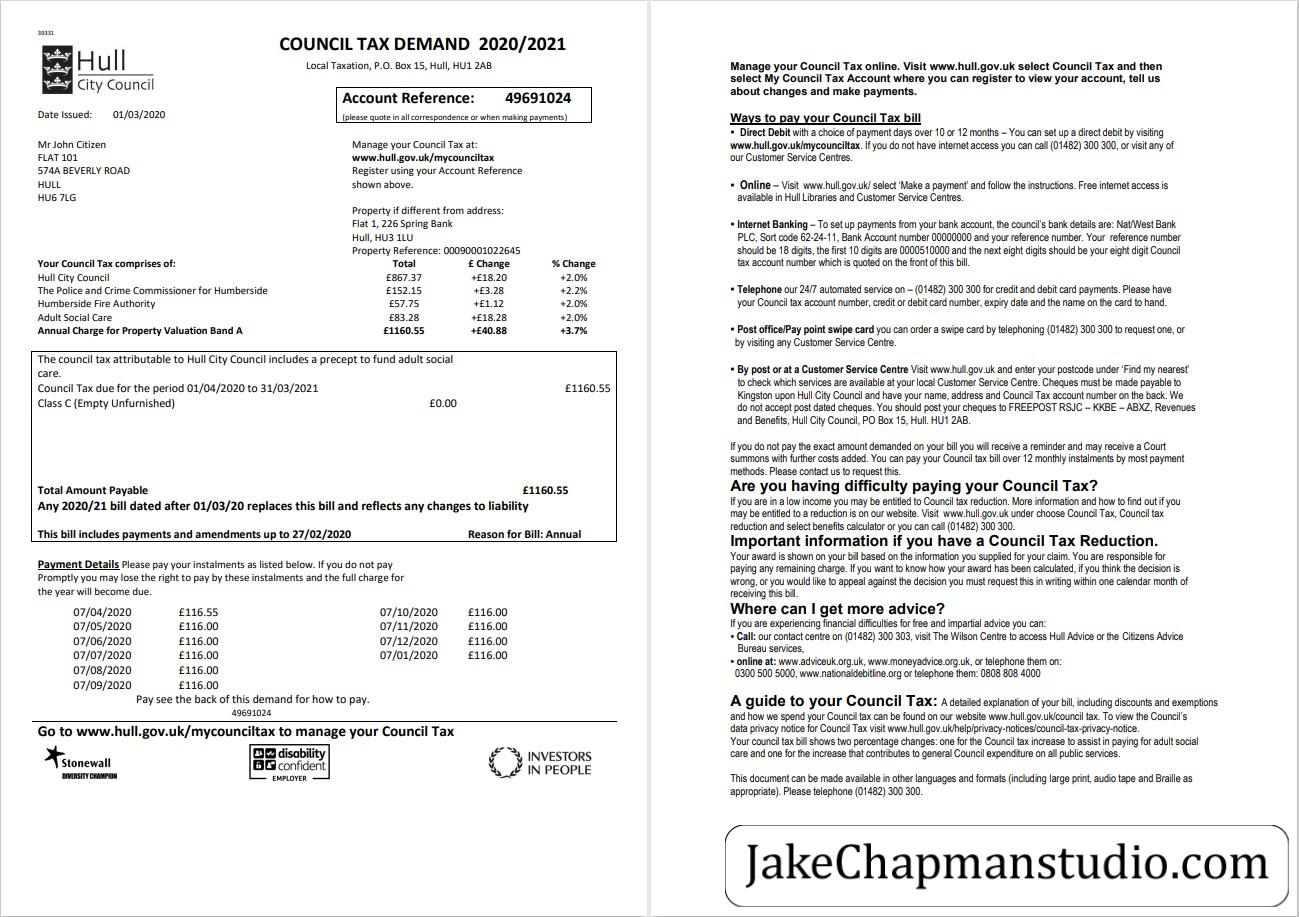 39331
Hull
City Council
COUNCIL TAX DEMAND 2020/2021
Local Taxation, P.O. Box 15, Hull, HU1 2AB
Account Reference: 49691024
(please quote in all correspondence or when making payments)
Date Issued: 01/03/2020
Mr John Citizen
FLAT 101
574A BEVERLY ROAD
HULL
HU6 7LG
Manage your Council Tax at:
www.hull.gov.uk/mycounciltax
Register using your Account Reference
shown above.
Property if different from address:
Flat 1, 226 Spring Bank
Hull, HU3 1LU
Property Reference: 00090001022645
Your Council Tax comprises of: Total £ Change % Change
Hull City Council £867.37 +£18.20 +2.0%
The Police and Crime Commissioner for Humberside £152.15 +£3.28 +2.2%
Humberside Fire Authority £57.75 +£1.12 +2.0%
Adult Social Care £83.28 +£18.28 +2.0%
Annual Charge for Property Valuation Band A £1160.55 +£40.88 +3.7%
The council tax attributable to Hull City Council includes a precept to fund adult social
care.
Council Tax due for the period 01/04/2020 to 31/03/2021 £1160.55
Class C (Empty Unfurnished) £0.00
Total Amount Payable £1160.55
Any 2020/21 bill dated after 01/03/20 replaces this bill and reflects any changes to liability
This bill includes payments and amendments up to 27/02/2020 Reason for Bill: Annual
Payment Details Please pay your instalments as listed below. If you do not pay
Promptly you may lose the right to pay by these instalments and the full charge for
the year will become due.
07/04/2020 £116.55 07/10/2020 £116.00
07/05/2020 £116.00 07/11/2020 £116.00
07/06/2020 £116.00 07/12/2020 £116.00
07/07/2020 £116.00 07/01/2020 £116.00
07/08/2020 £116.00
07/09/2020 £116.00
Pay see the back of this demand for how to pay.
49691024
Go to www.hull.gov.uk/mycounciltax to manage your Council Tax
Stonewall
DIVERSITY CHAMPION
disability
confident
EMPLOYER
INVESTORS
IN PEOPLE
Manage your Council Tax online. Visit www.hull.gov.uk select Council Tax and then
select My Council Tax Account where you can register to view your account, tell us
about changes and make payments.
Ways to pay your Council Tax bill
▪ Direct Debit with a choice of payment days over 10 or 12 months – You can set up a direct debit by visiting
www.hull.gov.uk/mycounciltax. If you do not have internet access you can call (01482) 300 300, or visit any of
our Customer Service Centres.
▪ Online – Visit www.hull.gov.uk/ select ‘Make a payment’ and follow the instructions. Free internet access is
available in Hull Libraries and Customer Service Centres.
▪ Internet Banking – To set up payments from your bank account, the council’s bank details are: Nat/West Bank
PLC, Sort code 62-24-11, Bank Account number 00000000 and your reference number. Your reference number
should be 18 digits, the first 10 digits are 0000510000 and the next eight digits should be your eight digit Council
tax account number which is quoted on the front of this bill.
▪ Telephone our 24/7 automated service on – (01482) 300 300 for credit and debit card payments. Please have
your Council tax account number, credit or debit card number, expiry date and the name on the card to hand.
▪ Post office/Pay point swipe card you can order a swipe card by telephoning (01482) 300 300 to request one, or
by visiting any Customer Service Centre.
▪ By post or at a Customer Service Centre Visit www.hull.gov.uk and enter your postcode under ‘Find my nearest’
to check which services are available at your local Customer Service Centre. Cheques must be made payable to
Kingston upon Hull City Council and have your name, address and Council Tax account number on the back. We
do not accept post dated cheques. You should post your cheques to FREEPOST RSJC – KKBE – ABXZ, Revenues
and Benefits, Hull City Council, PO Box 15, Hull. HU1 2AB.
If you do not pay the exact amount demanded on your bill you will receive a reminder and may receive a Court
summons with further costs added. You can pay your Council tax bill over 12 monthly instalments by most payment
methods. Please contact us to request this.
Are you having difficulty paying your Council Tax?
If you are in a low income you may be entitled to Council tax reduction. More information and how to find out if you
may be entitled to a reduction is on our website. Visit www.hull.gov.uk under choose Council Tax, Council tax
reduction and select benefits calculator or you can call (01482) 300 300.
Important information if you have a Council Tax Reduction.
Your award is shown on your bill based on the information you supplied for your claim. You are responsible for
paying any remaining charge. If you want to know how your award has been calculated, if you think the decision is
wrong, or you would like to appeal against the decision you must request this in writing within one calendar month of
receiving this bill.
Where can I get more advice?
If you are experiencing financial difficulties for free and impartial advice you can:
▪ Call: our contact centre on (01482) 300 303, visit The Wilson Centre to access Hull Advice or the Citizens Advice
Bureau services,
▪ online at: www.adviceuk.org.uk, www.moneyadvice.org.uk, or telephone them on:
0300 500 5000, www.nationaldebitline.org or telephone them: 0808 808 4000
A guide to your Council Tax: A detailed explanation of your bill, including discounts and exemptions
and how we spend your Council tax can be found on our website www.hull.gov.uk/council tax. To view the Council’s
data privacy notice for Council Tax visit www.hull.gov.uk/help/privacy-notices/council-tax-privacy-notice.
Your council tax bill shows two percentage changes: one for the Council tax increase to assist in paying for adult social
care and one for the increase that contributes to general Council expenditure on all public services.
This document can be made available in other languages and formats (including large print, audio tape and Braille as
appropriate). Please telephone (01482) 300 300.
JakeChapmanstudio.com